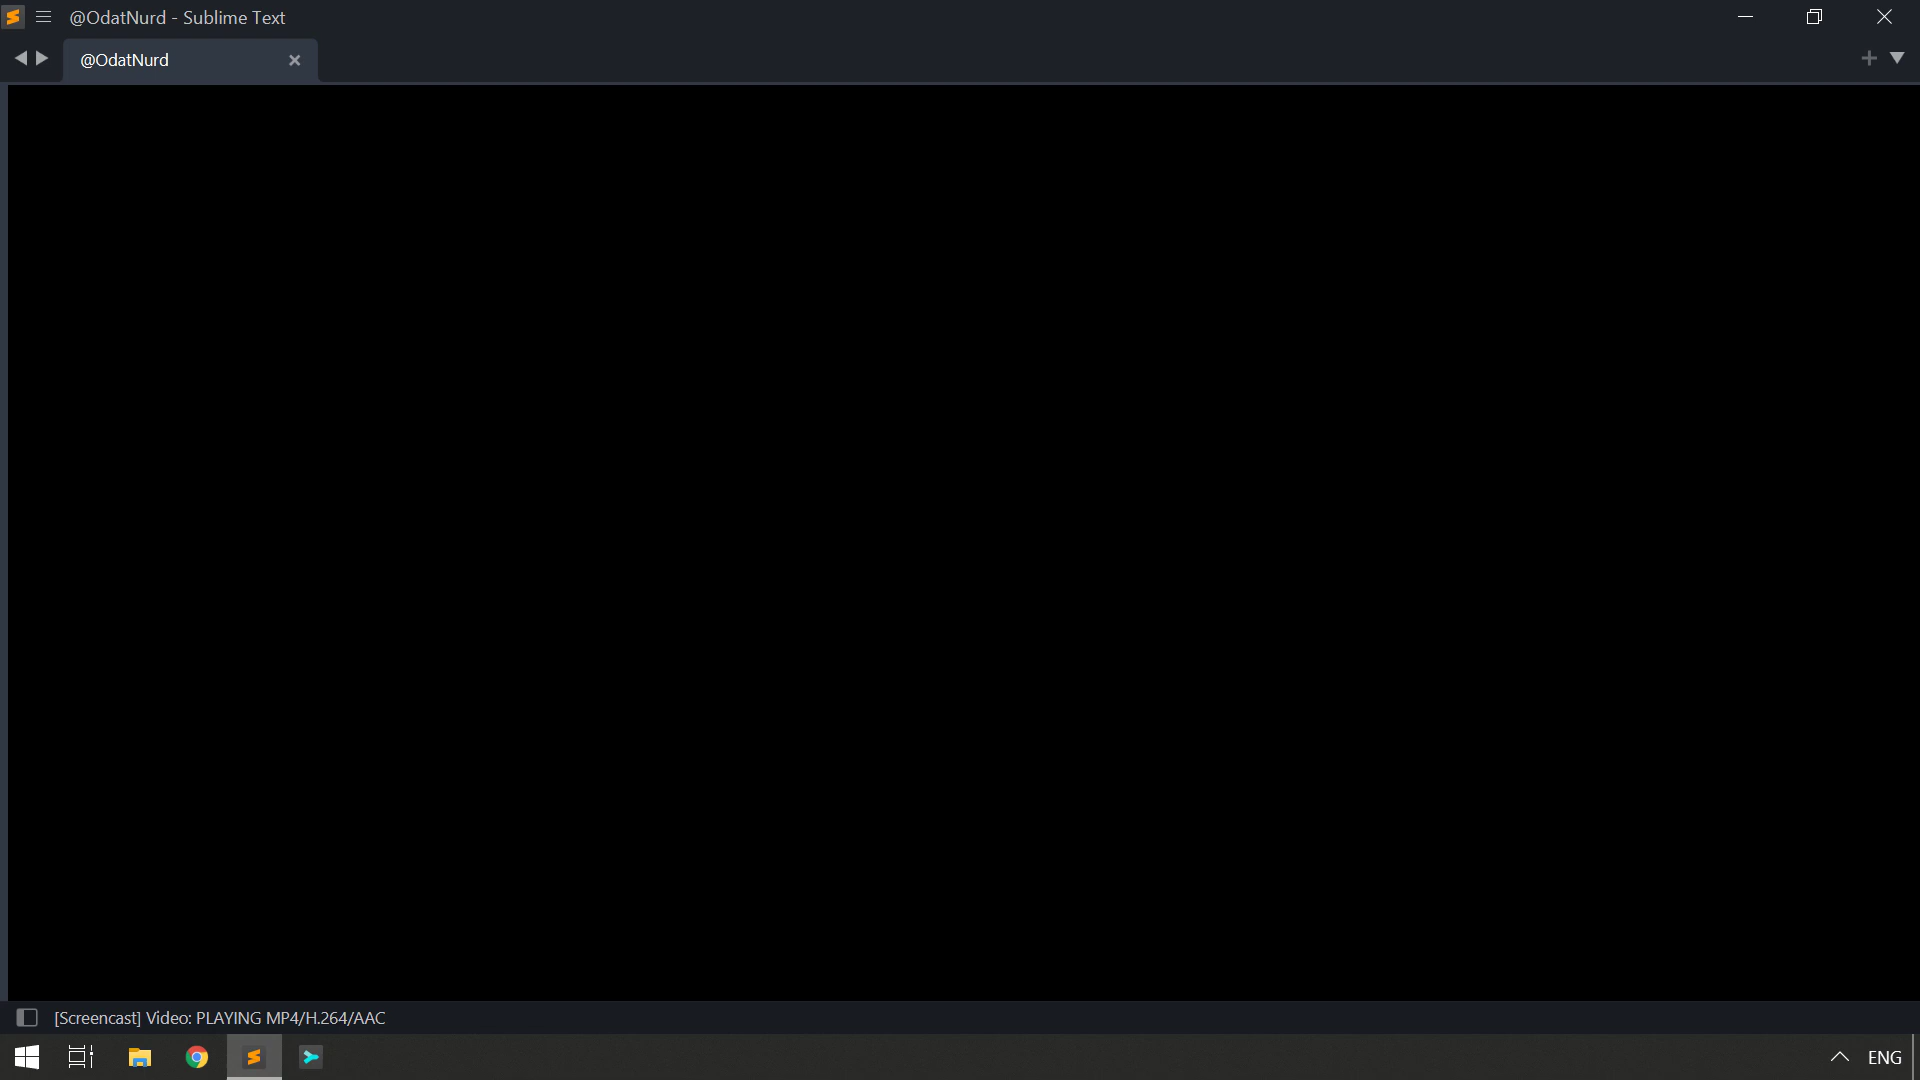 @OdatNurd - Sublime Text
@OdatNurd
[Screencast] Video: PLAYING MP4/H.264/AAC
ENG